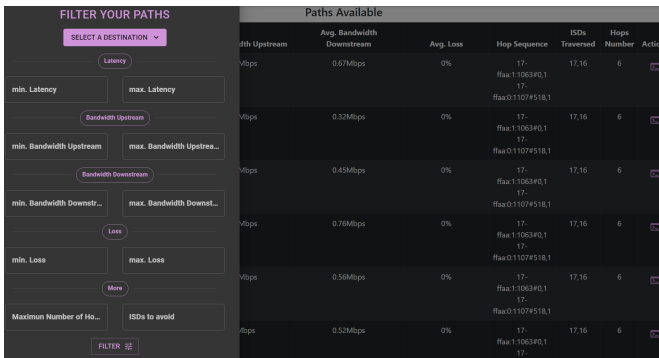 FILTER YOUR PATHS
SELECT A DESTINATION
Latency
min. Latency
max. Latency
Bandwidth Upstream
min. Bandwidth Upstream
max. Bandwidth Upstrea...
Bandwidth Downstream
min. Bandwidth Downstr...
max. Bandwidth Downst...
Loss
min. Loss
max. Loss
More
Maximun Number of Ho...
ISDs to avoid
FILTER
Paths Available
dth Upstream
Avg. Bandwidth
Downstream
Avg. Loss
Hop Sequence
ISDs
Traversed
Hops
Number
Actic
Mbps
0.67Mbps
0%
17-
ffaa:1:1063#0,1
17-
ffaa:0:1107#518,1
17,16
6
Mbps
0.32Mbps
0%
17-
ffaa:1:1063#0,1
17-
ffaa:0:1107#518,1
17,16
6
Mbps
0.45Mbps
0%
17-
ffaa:1:1063#0,1
17-
ffaa:0:1107#518,1
17,16
6
Mbps
0.76Mbps
0%
17-
ffaa:1:1063#0,1
17-
ffaa:0:1107#518,1
17,16
6
Mbps
0.56Mbps
0%
17-
ffaa:1:1063#0,1
17-
ffaa:0:1107#518,1
17,16
6
Mbps
0.52Mbps
0%
17-
ffaa:1:1063#0,1
17-
17,16
6